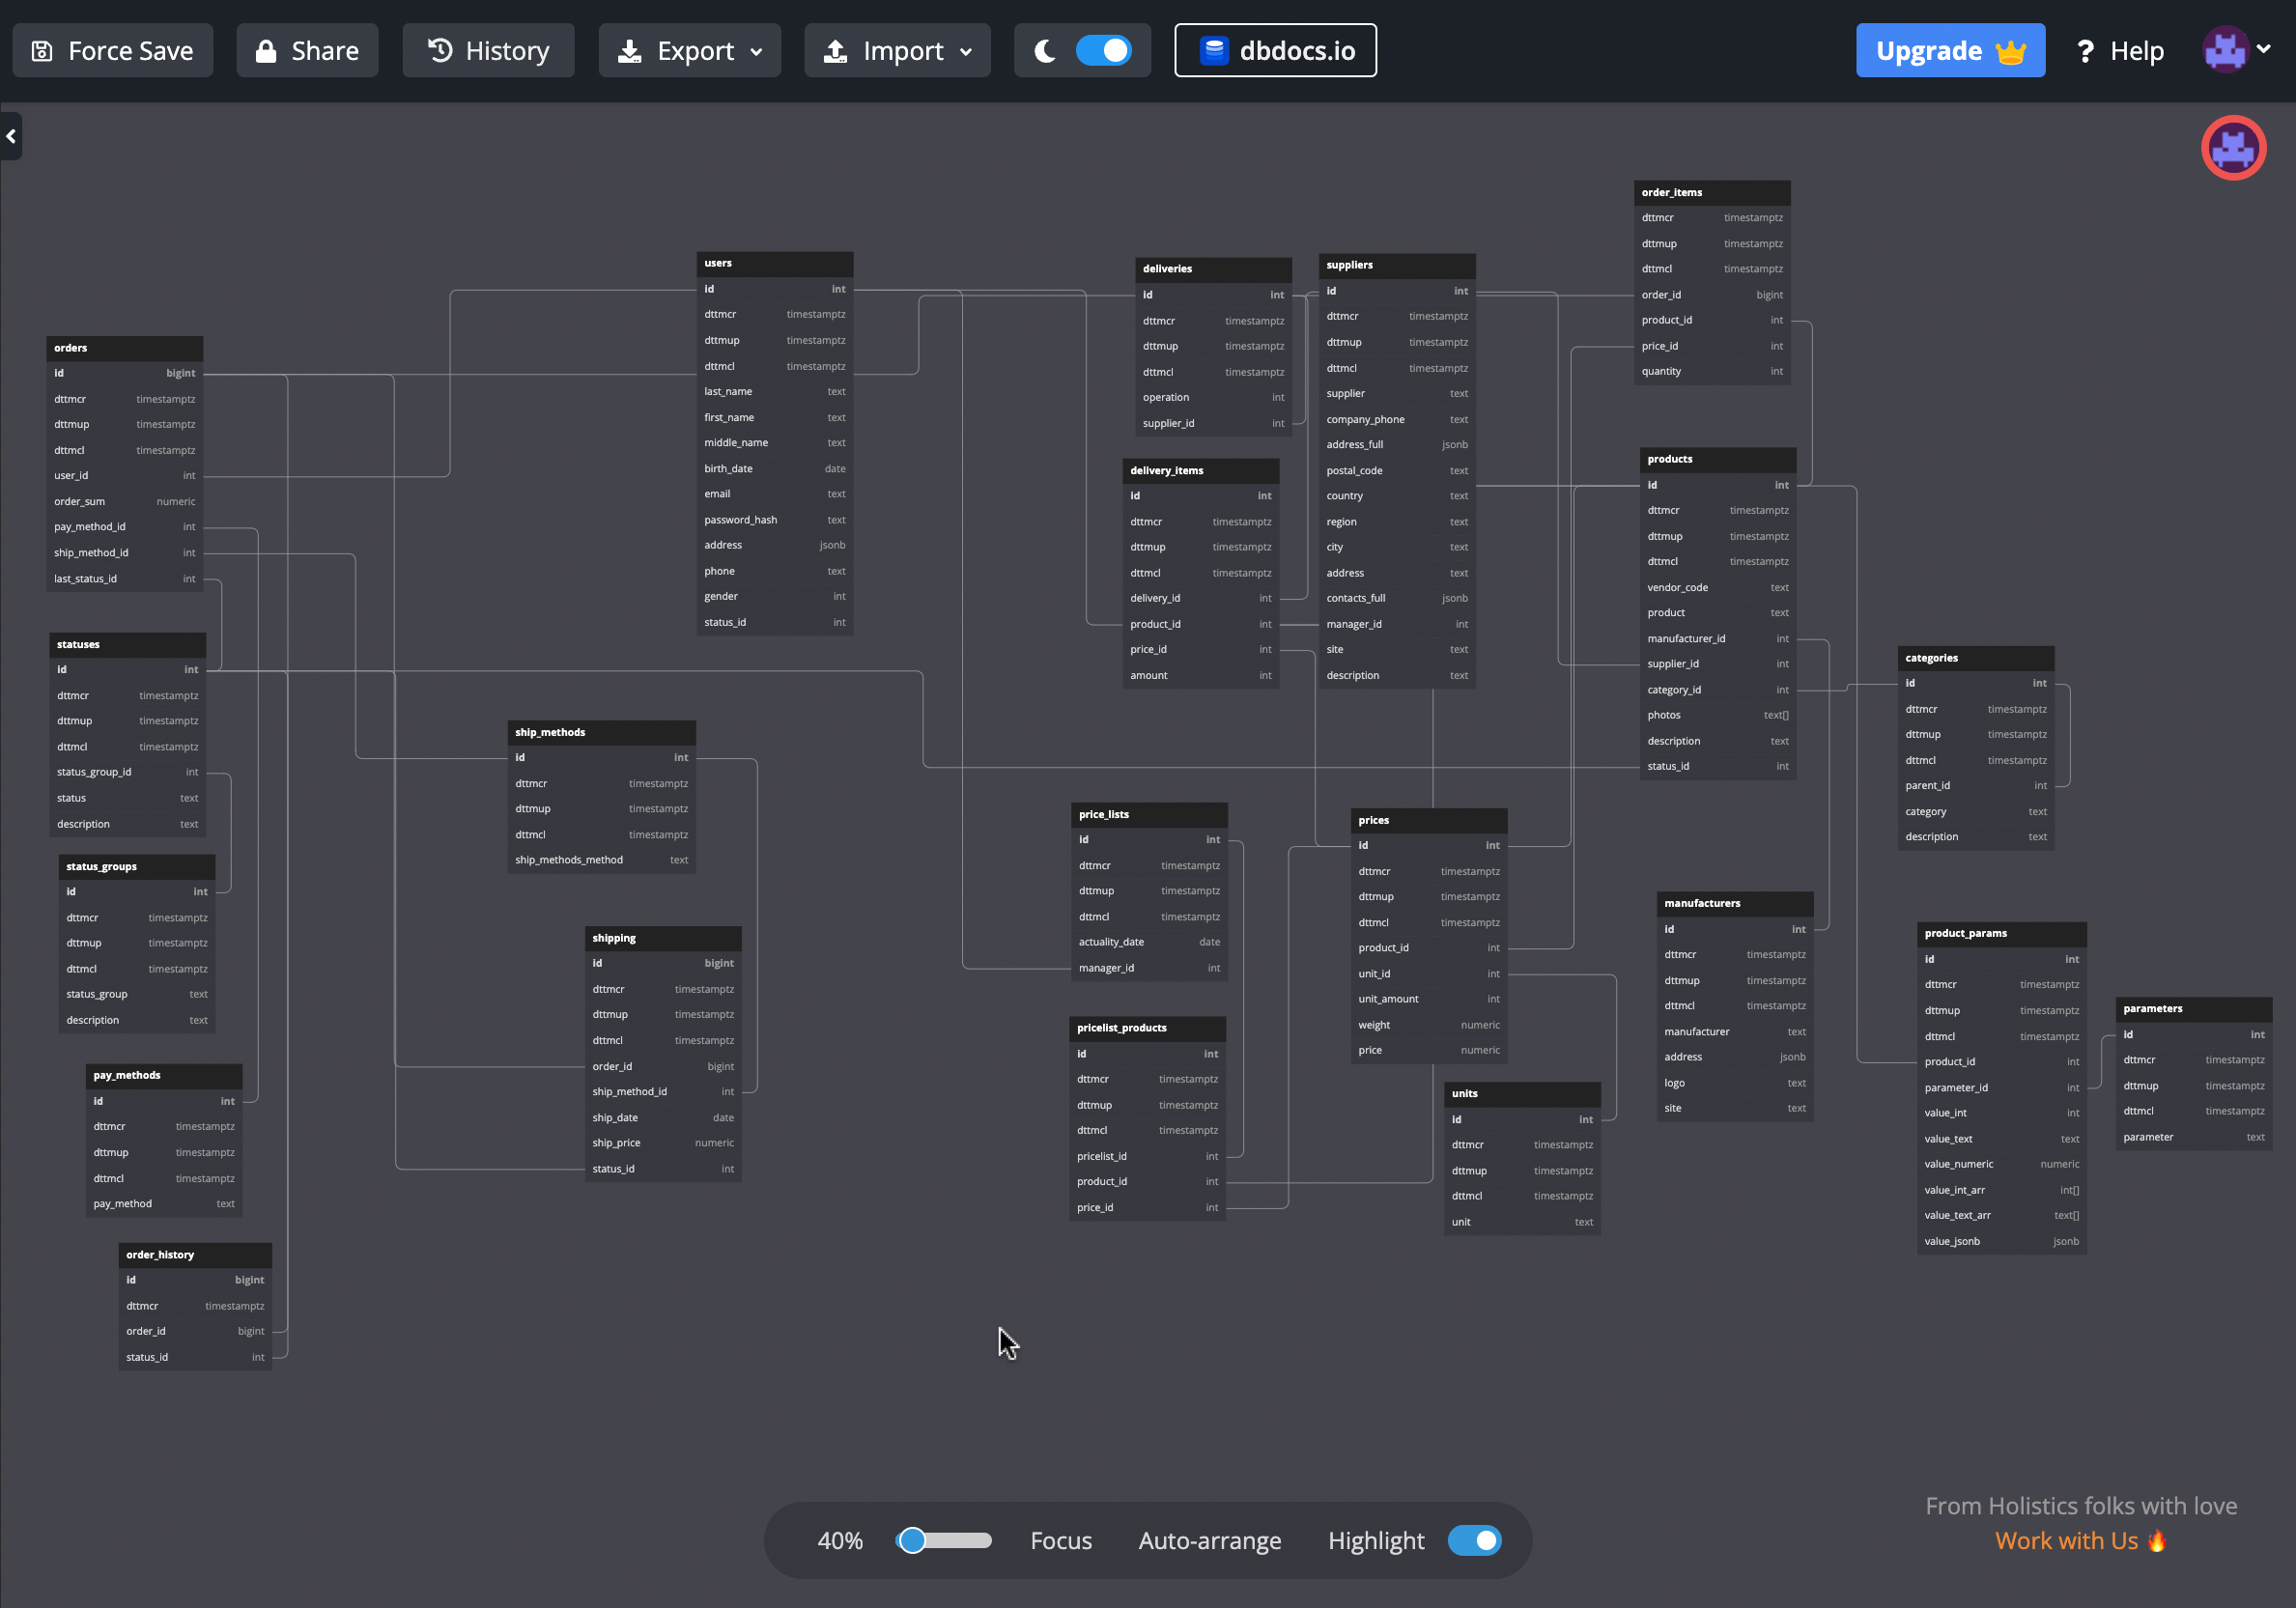 Force Save
Share
History
Export
Import
dbdocs.io
Upgrade
? Help
orders
id bigint
dttmcr timestamptz
dttmup timestamptz
dttmcl timestamptz
user_id int
order_sum numeric
pay_method_id int
ship_method_id int
last_status_id int
statuses
id int
dttmcr timestamptz
dttmup timestamptz
dttmcl timestamptz
status_group_id int
status text
description text
status_groups
id int
dttmcr timestamptz
dttmup timestamptz
dttmcl timestamptz
status_group text
description text
pay_methods
id int
dttmcr timestamptz
dttmup timestamptz
dttmcl timestamptz
pay_method text
order_history
id bigint
dttmcr timestamptz
order_id bigint
status_id int
ship_methods
id int
dttmcr timestamptz
dttmup timestamptz
dttmcl timestamptz
ship_methods_method text
shipping
id bigint
dttmcr timestamptz
dttmup timestamptz
dttmcl timestamptz
order_id bigint
ship_method_id int
ship_date date
ship_price numeric
status_id int
users
id int
dttmcr timestamptz
dttmup timestamptz
dttmcl timestamptz
last_name text
first_name text
middle_name text
birth_date date
email text
password_hash text
address jsonb
phone text
gender int
status_id int
deliveries
id int
dttmcr timestamptz
dttmup timestamptz
dttmcl timestamptz
operation int
supplier_id int
delivery_items
id int
dttmcr timestamptz
dttmup timestamptz
dttmcl timestamptz
delivery_id int
product_id int
price_id int
amount int
suppliers
id int
dttmcr timestamptz
dttmup timestamptz
dttmcl timestamptz
supplier text
company_phone text
address_full jsonb
postal_code text
country text
region text
city text
address text
contacts_full jsonb
manager_id int
site text
description text
price_lists
id int
dttmcr timestamptz
dttmup timestamptz
dttmcl timestamptz
actuality_date date
manager_id int
pricelist_products
id int
dttmcr timestamptz
dttmup timestamptz
dttmcl timestamptz
pricelist_id int
product_id int
price_id int
prices
id int
dttmcr timestamptz
dttmup timestamptz
dttmcl timestamptz
product_id int
unit_id int
unit_amount int
weight numeric
price numeric
units
id int
dttmcr timestamptz
dttmup timestamptz
dttmcl timestamptz
unit text
order_items
dttmcr timestamptz
dttmup timestamptz
dttmcl timestamptz
order_id bigint
product_id int
price_id int
quantity int
products
id int
dttmcr timestamptz
dttmup timestamptz
dttmcl timestamptz
vendor_code text
product text
manufacturer_id int
supplier_id int
category_id int
photos text[]
description text
status_id int
manufacturers
id int
dttmcr timestamptz
dttmup timestamptz
dttmcl timestamptz
manufacturer text
address jsonb
logo text
site text
categories
id int
dttmcr timestamptz
dttmup timestamptz
dttmcl timestamptz
parent_id int
category text
description text
product_params
id int
dttmcr timestamptz
dttmup timestamptz
dttmcl timestamptz
product_id int
parameter_id int
value_int int
value_text text
value_numeric numeric
value_int_arr int[]
value_text_arr text[]
value_jsonb jsonb
parameters
id int
dttmcr timestamptz
dttmup timestamptz
dttmcl timestamptz
parameter text
40%
Focus
Auto-arrange
Highlight
From Holistics folks with love
Work with Us